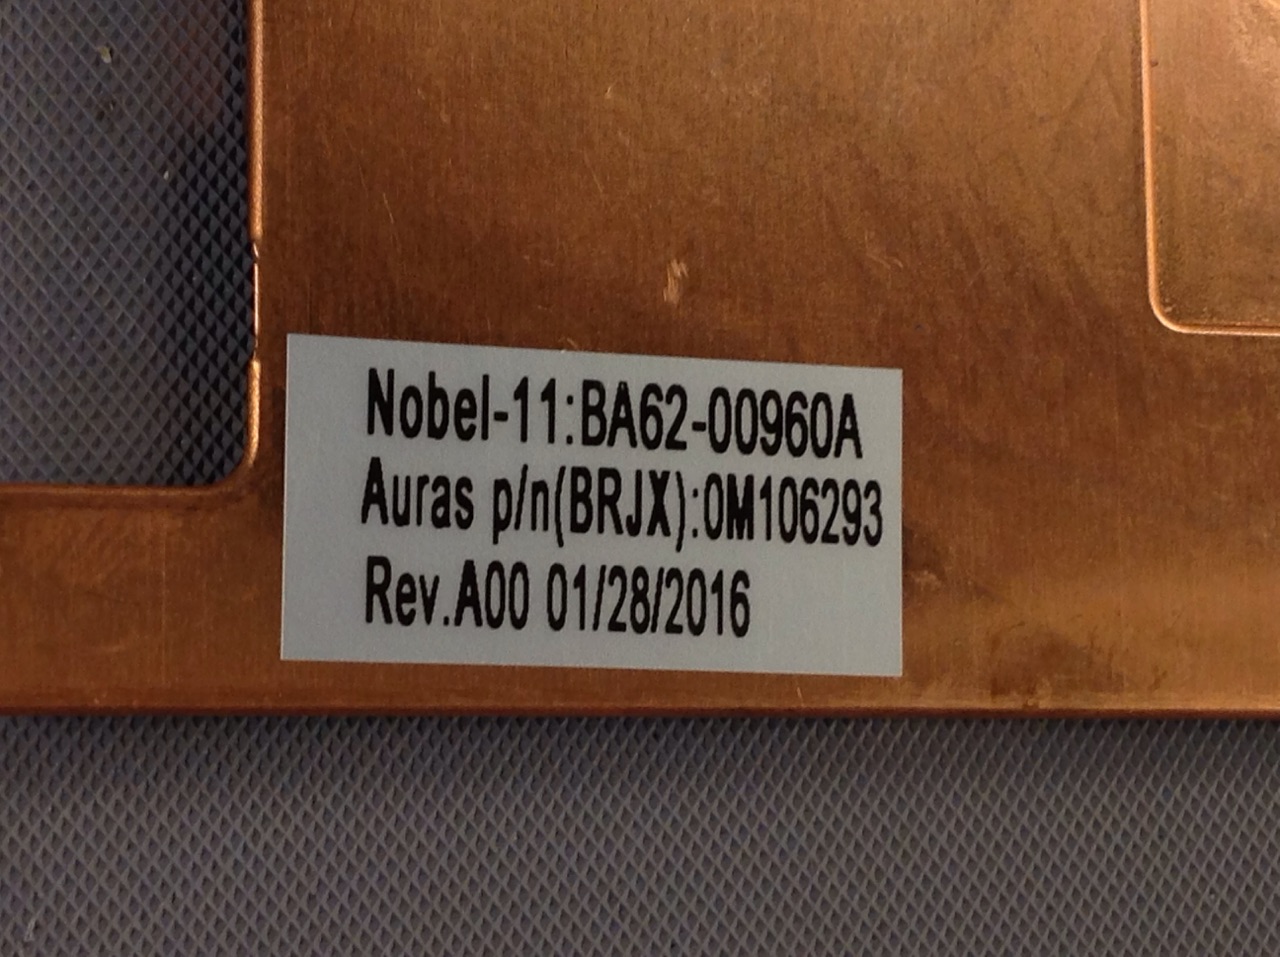 Nobel-11:BA62-00960A
Auras p/n(BRJX):0M106293
Rev.A00 01/28/2016